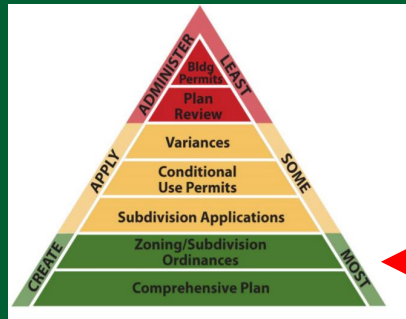 ADMINISTER
LEAST
Bldg
Permits
Plan
Review
APPLY
SOME
Variances
Conditional
Use Permits
Subdivision Applications
CREATE
MOST
Zoning/Subdivision
Ordinances
Comprehensive Plan